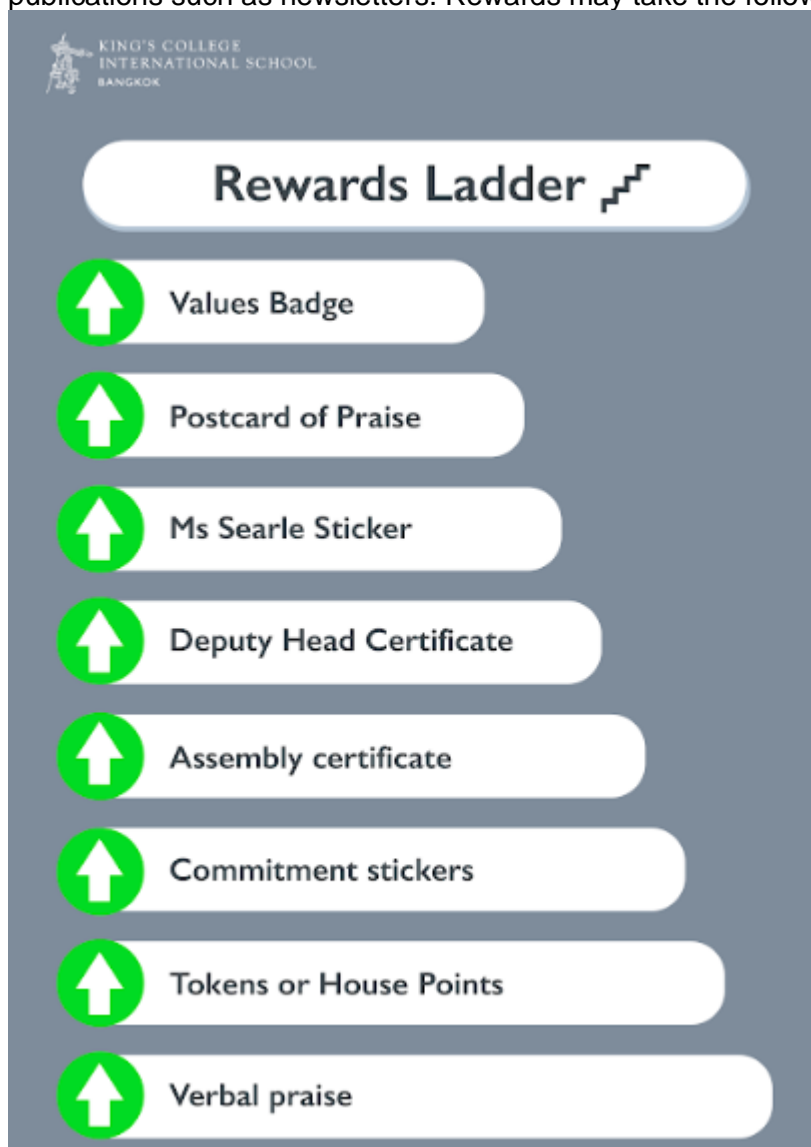 publications such as newsletters. Rewards may take the follow
KING'S COLLEGE
INTERNATIONAL SCHOOL
BANGKOK
Rewards Ladder
Values Badge
Postcard of Praise
Ms Searle Sticker
Deputy Head Certificate
Assembly certificate
Commitment stickers
Tokens or House Points
Verbal praise